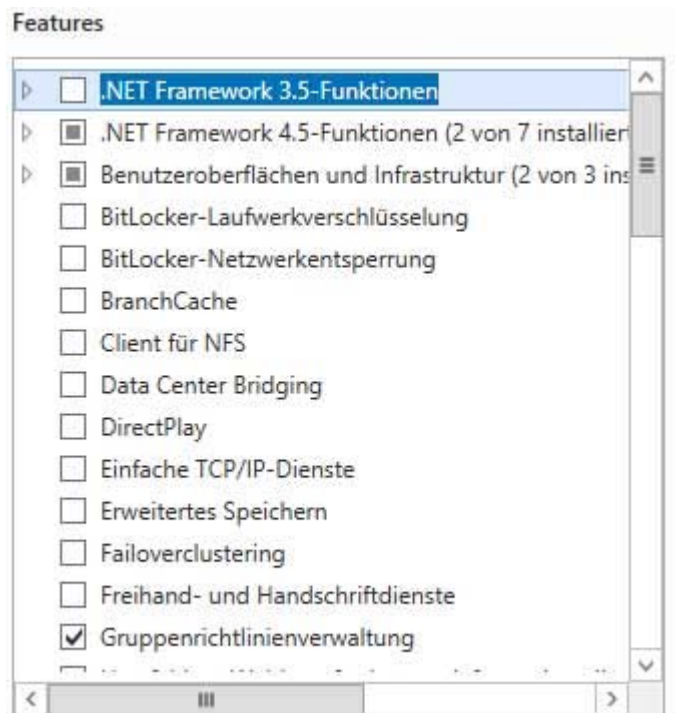 Features
.NET Framework 3.5-Funktionen
.NET Framework 4.5-Funktionen (2 von 7 installier
Benutzeroberflächen und Infrastruktur (2 von 3 ins
BitLocker-Laufwerkverschlüsselung
BitLocker-Netzwerkentsperrung
BranchCache
Client für NFS
Data Center Bridging
DirectPlay
Einfache TCP/IP-Dienste
Erweitertes Speichern
Failoverclustering
Freihand- und Handschriftdienste
Gruppenrichtlinienverwaltung